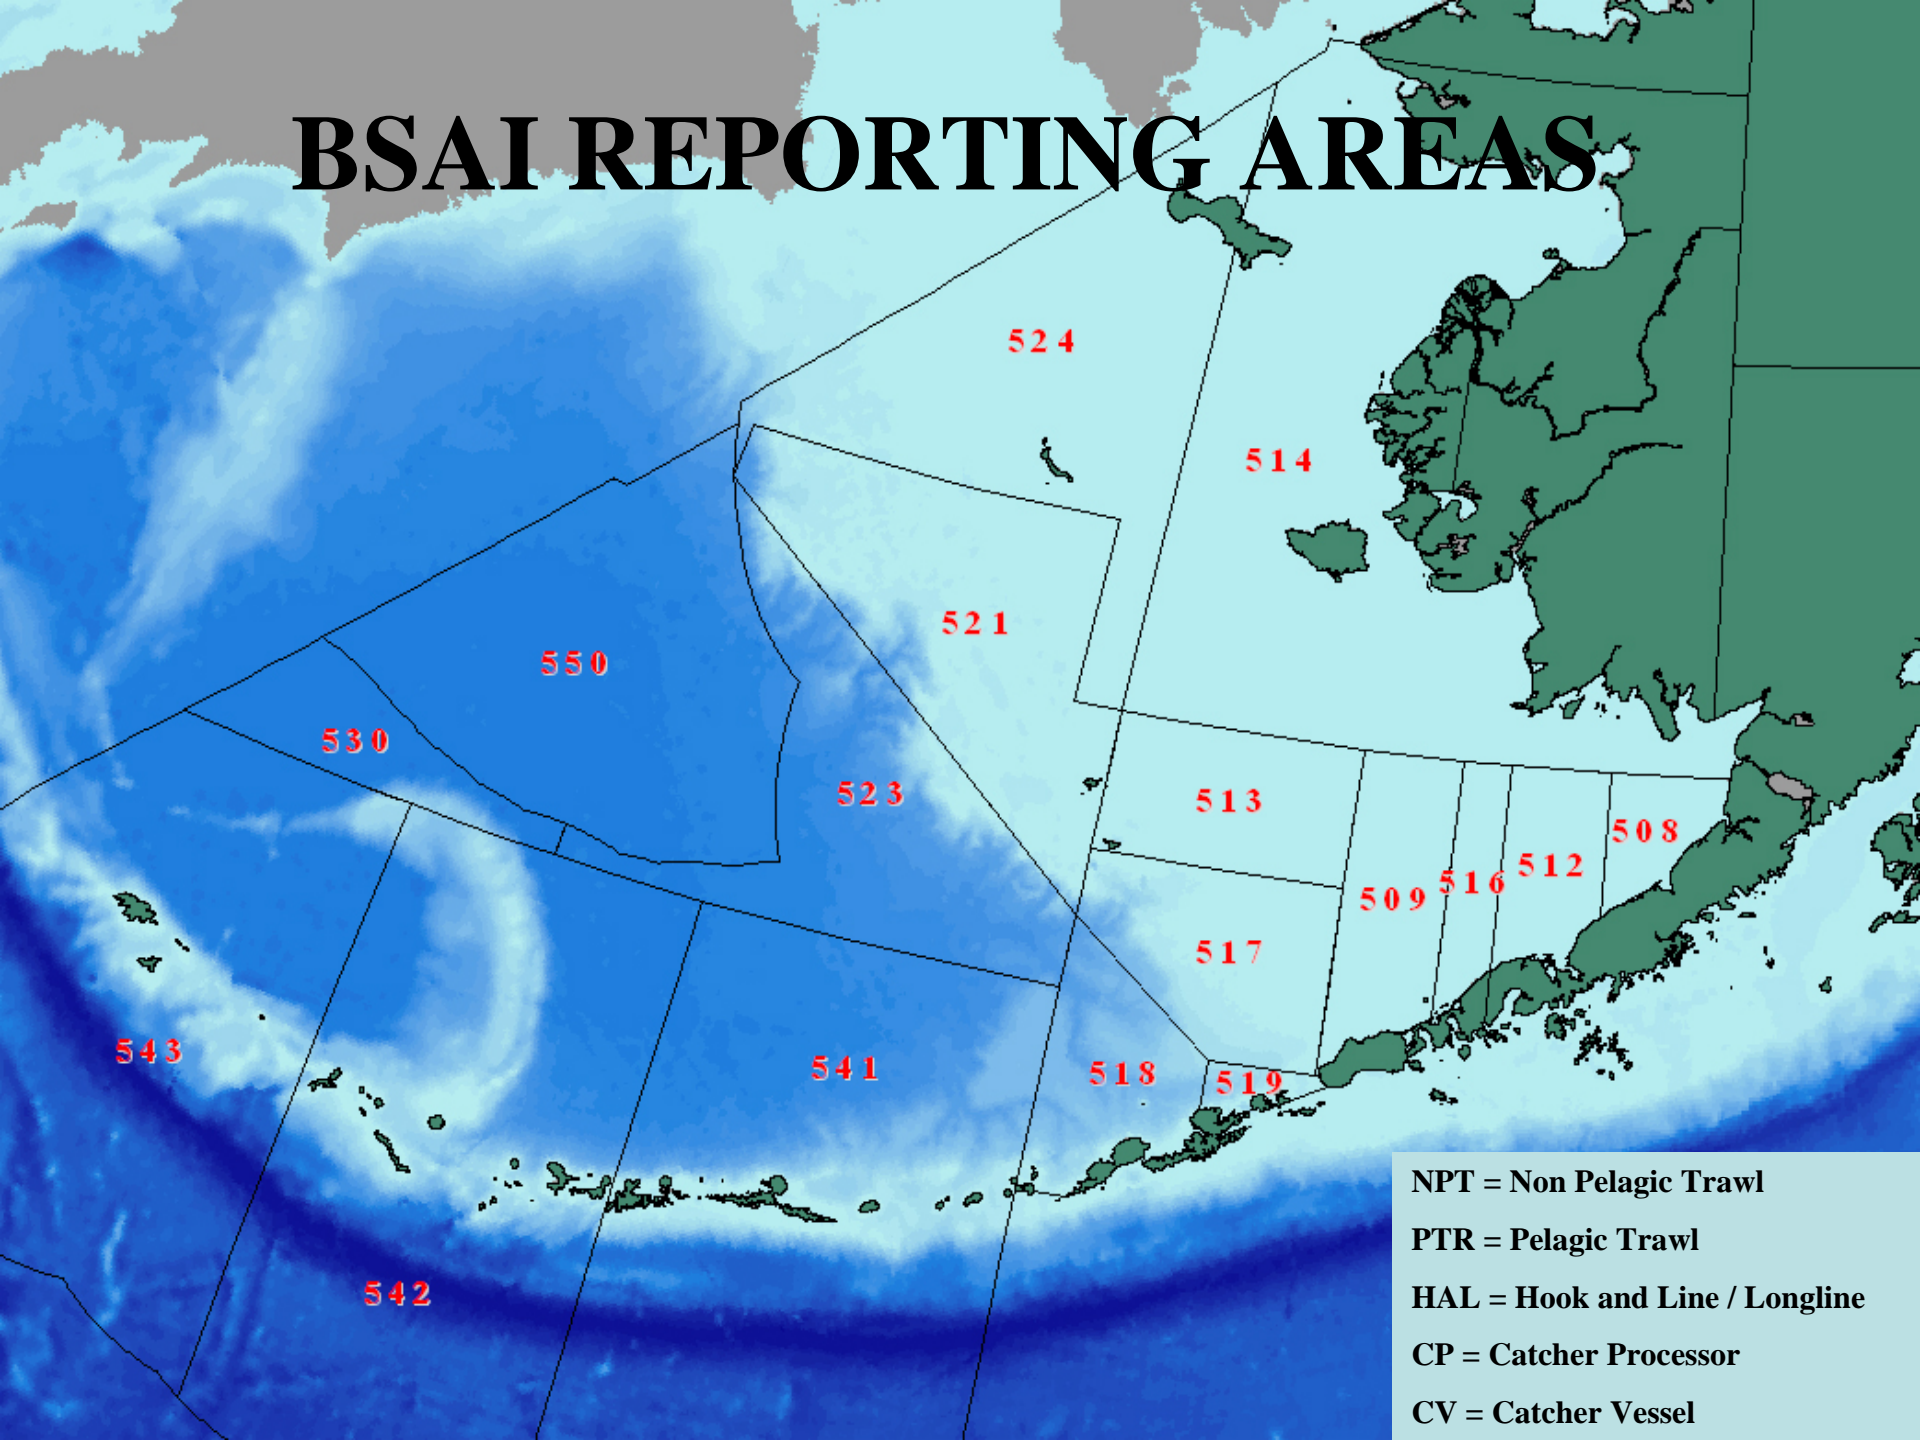 BSAI REPORTING AREAS
524
514
521
550
530
523
513
508
512
516
509
517
543
541
518
519
542
NPT = Non Pelagic Trawl
PTR = Pelagic Trawl
HAL = Hook and Line / Longline
CP = Catcher Processor
CV = Catcher Vessel